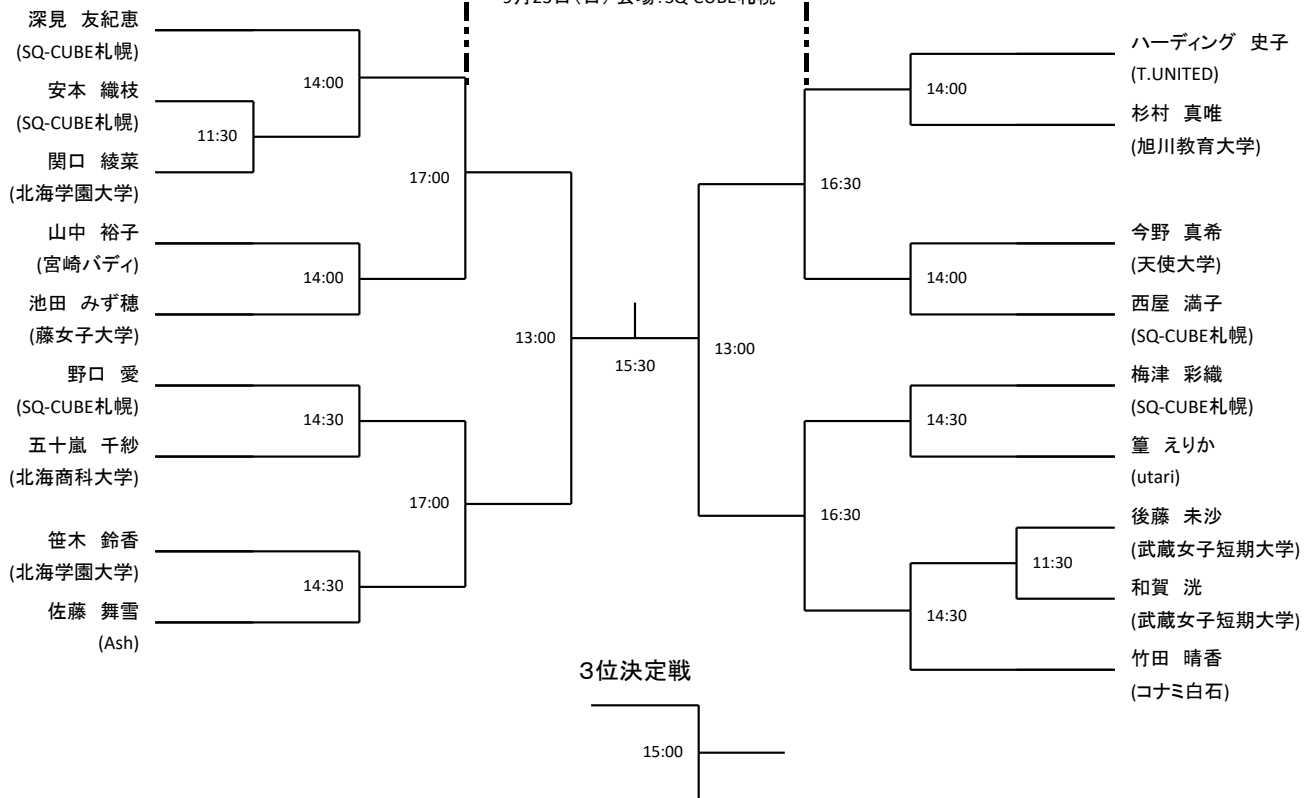 深見 友紀恵
(SQ-CUBE札幌)
14:00
安本 織枝
(SQ-CUBE札幌)
11:30
関口 綾菜
(北海学園大学)
17:00
山中 裕子
(宮崎バディ)
14:00
池田 みず穂
(藤女子大学)
13:00
野口 愛
(SQ-CUBE札幌)
14:30
五十嵐 千紗
(北海商科大学)
17:00
笹木 鈴香
(北海学園大学)
14:30
佐藤 舞雪
(Ash)
15:30
ハーディング 史子
(T.UNITED)
14:00
杉村 真唯
(旭川教育大学)
16:30
今野 真希
(天使大学)
14:00
西屋 満子
(SQ-CUBE札幌)
13:00
梅津 彩織
(SQ-CUBE札幌)
14:30
篁 えりか
(utari)
16:30
後藤 未沙
(武蔵女子短期大学)
11:30
和賀 洸
(武蔵女子短期大学)
14:30
竹田 晴香
(コナミ白石)
3位決定戦
15:00